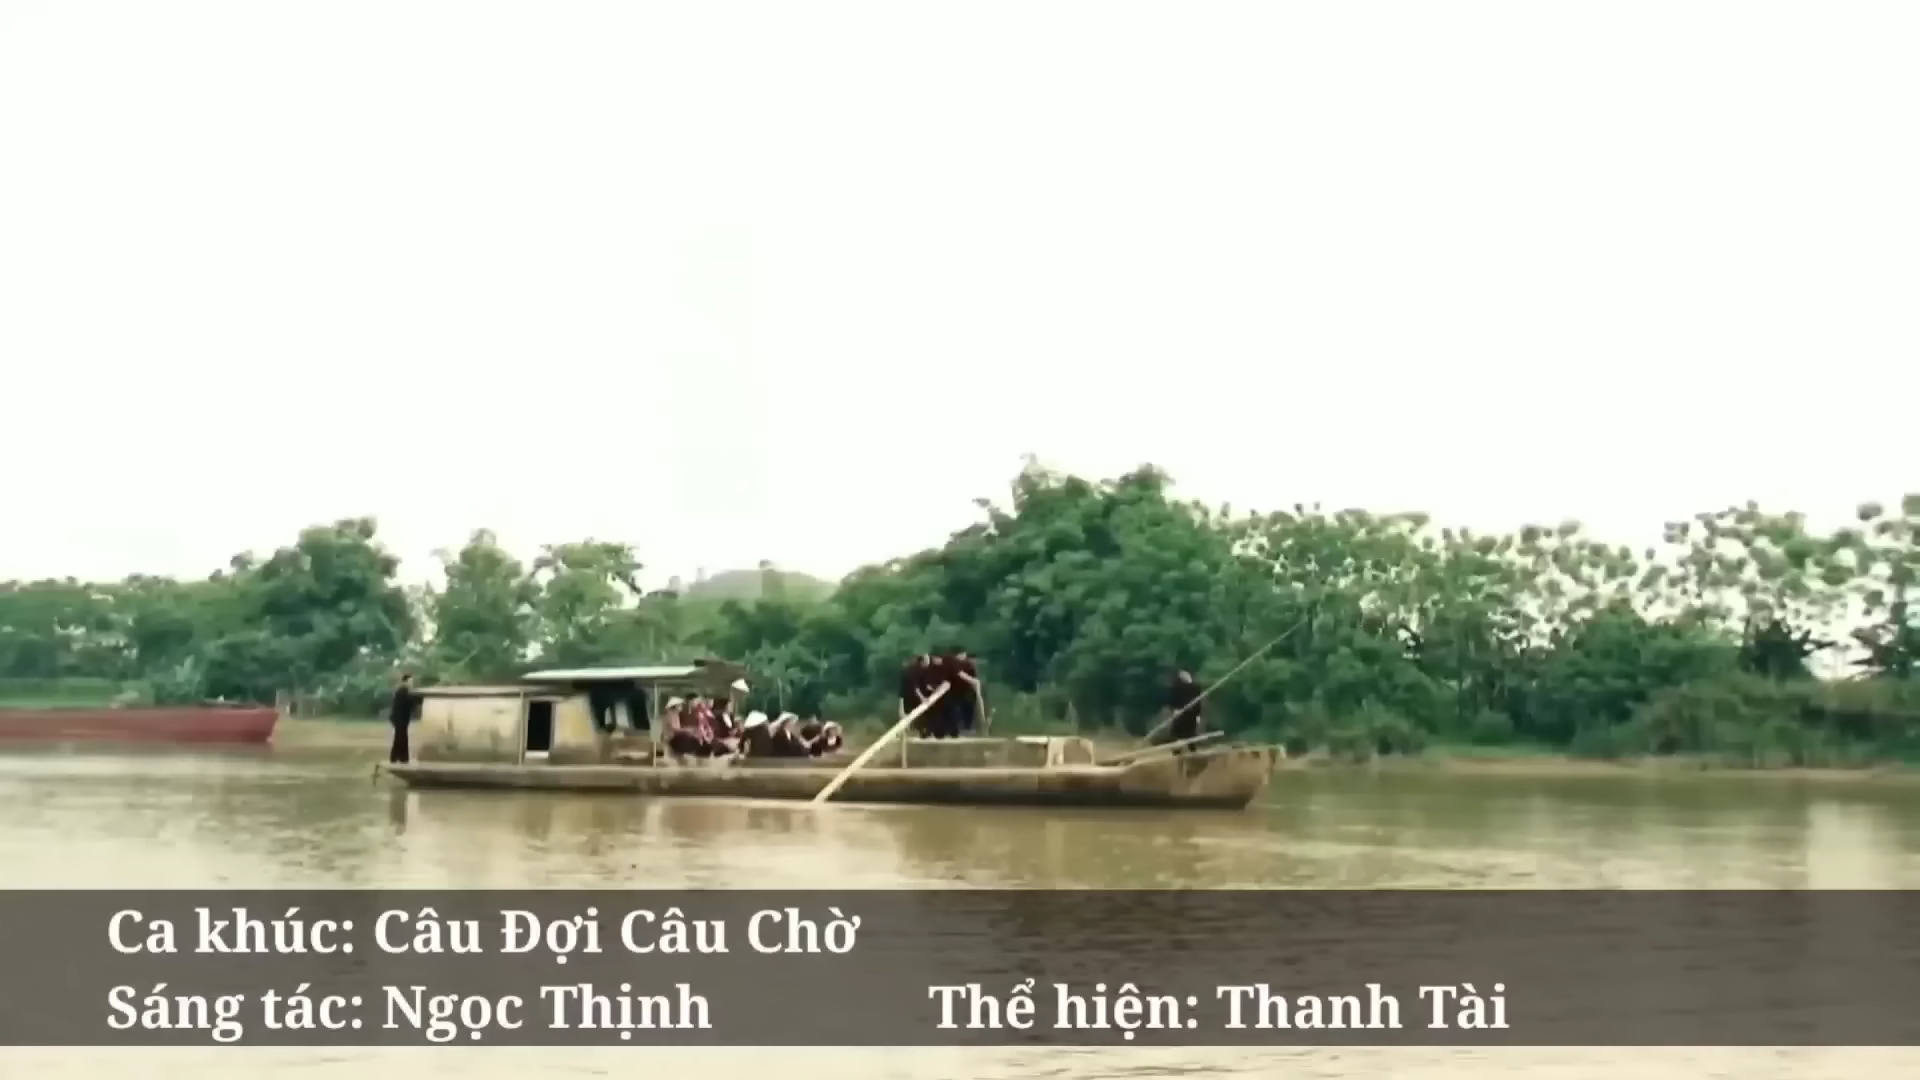 Ca khúc: Câu Đợi Câu Chờ
Sáng tác: Ngọc Thịnh Thể hiện: Thanh Tài